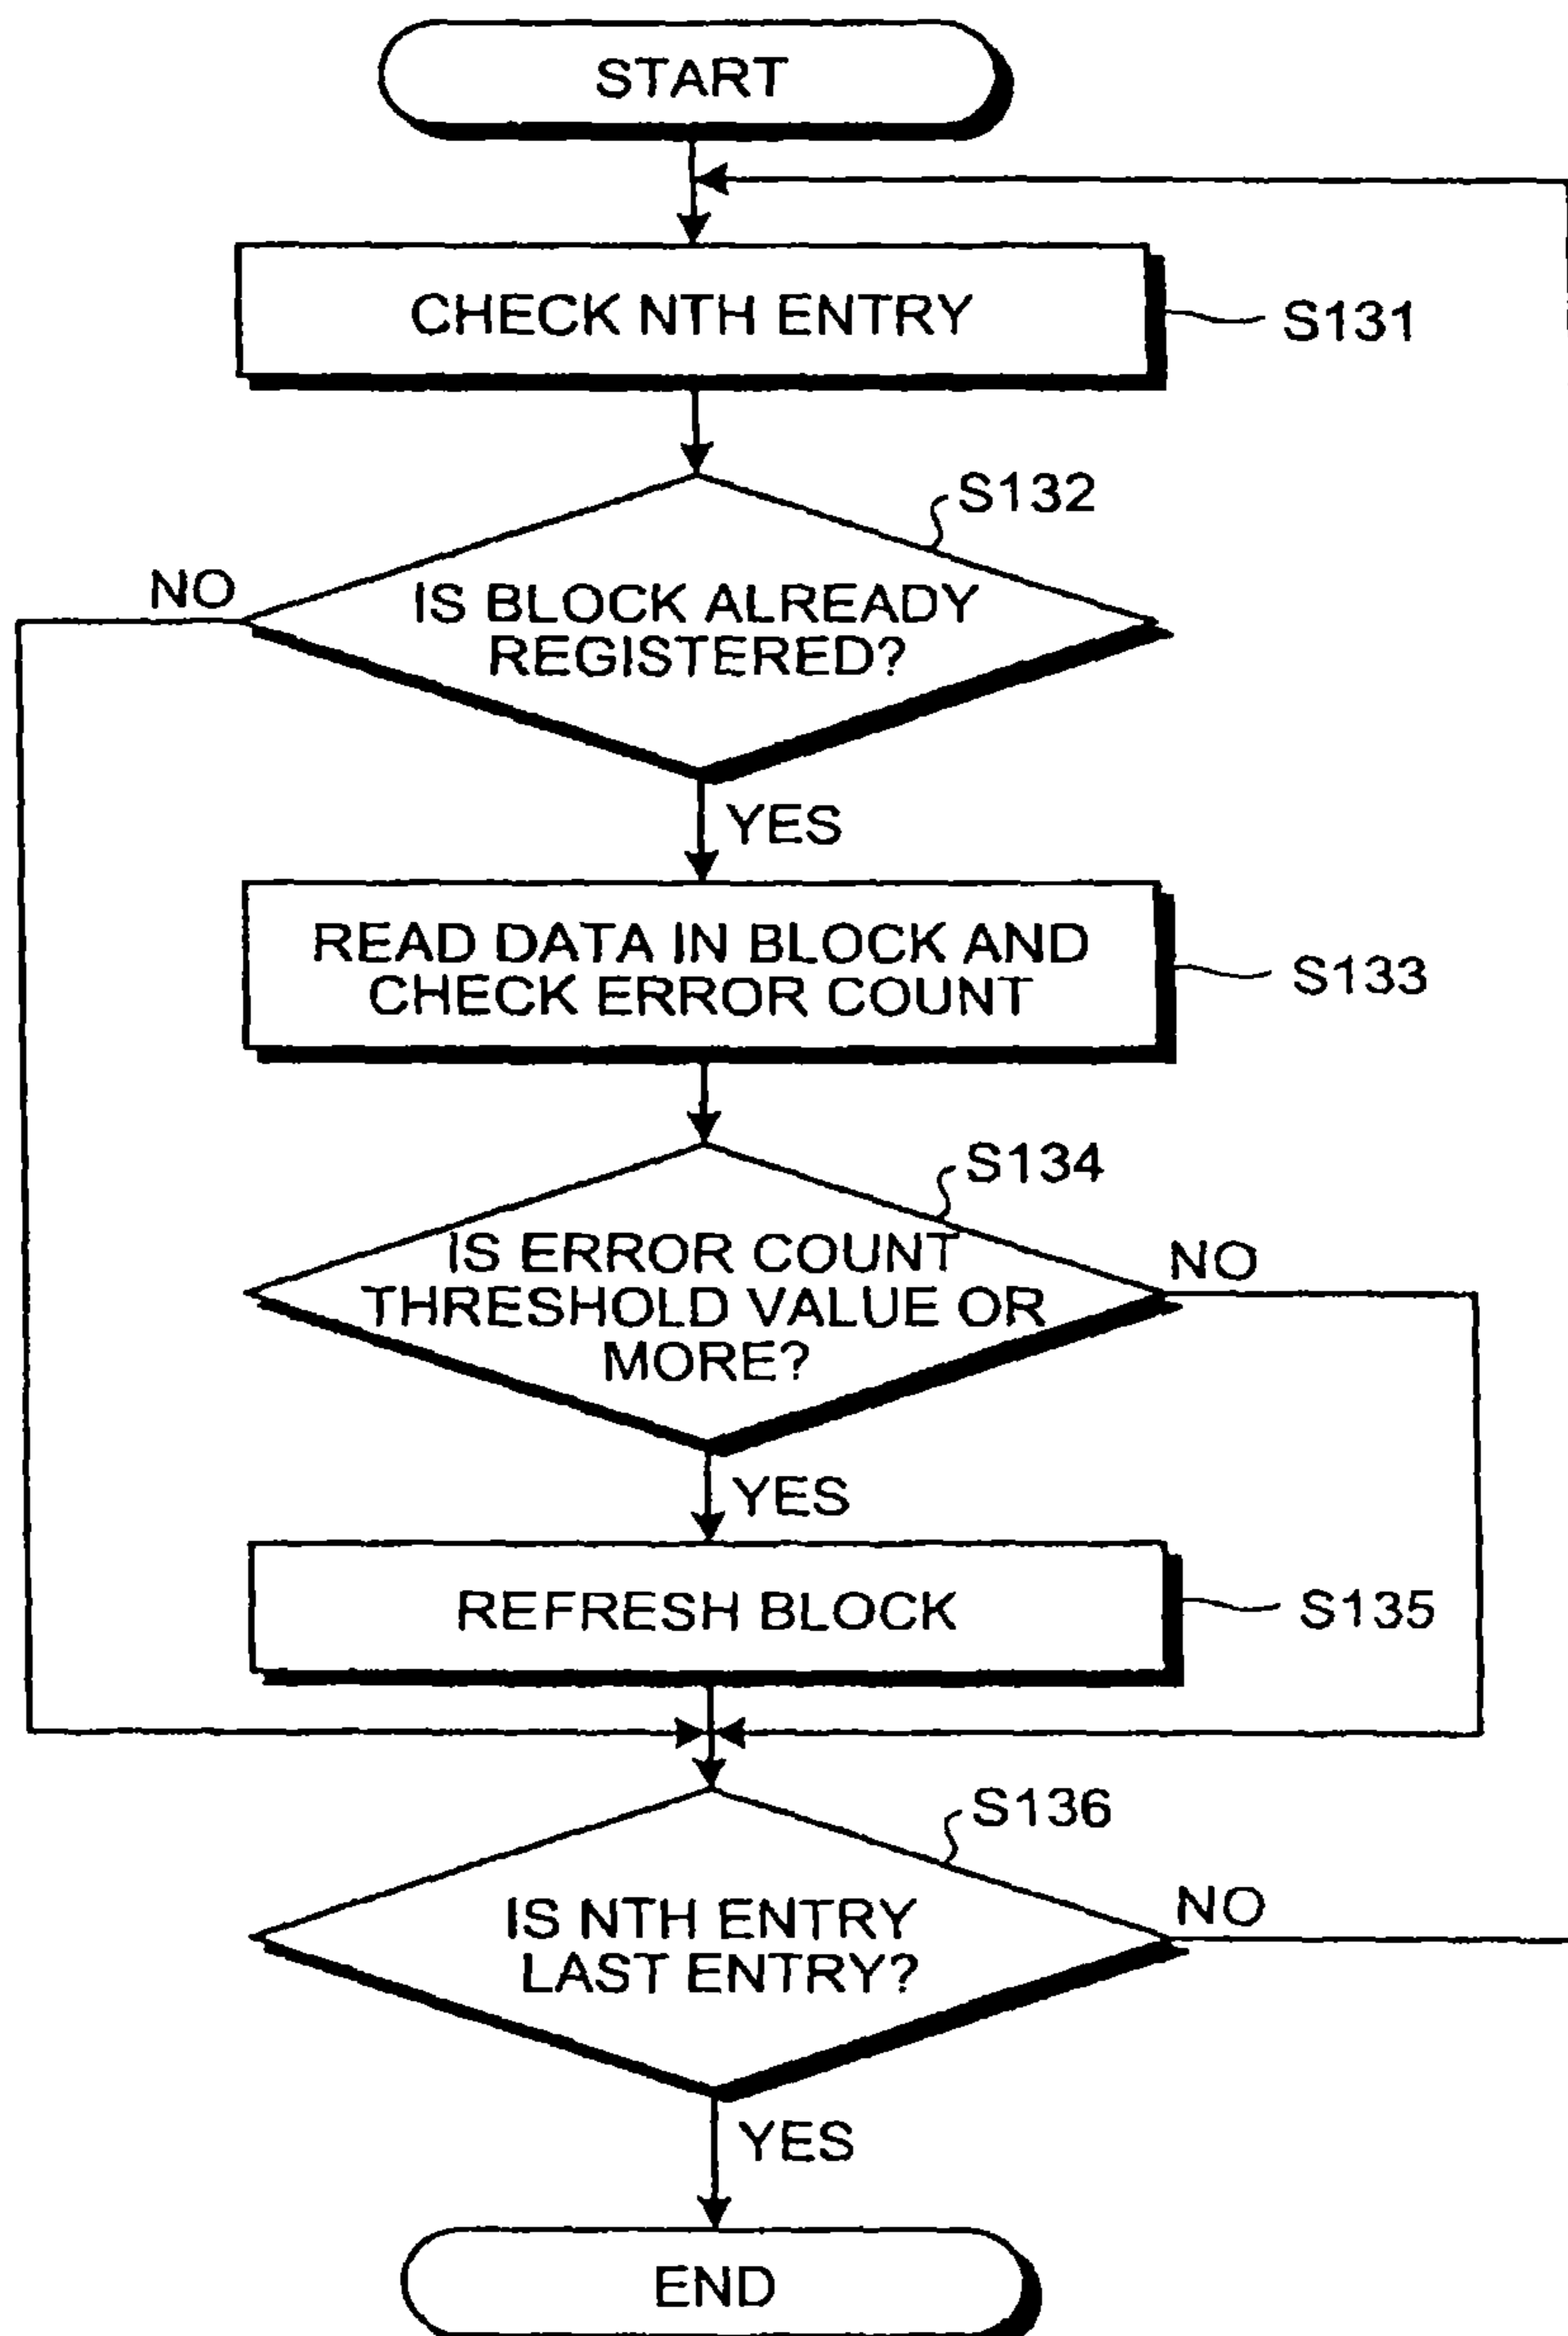 START
CHECK NTH ENTRY
S131
S132
NO
IS BLOCK ALREADY
REGISTERED?
YES
READ DATA IN BLOCK AND
CHECK ERROR COUNT
S133
S134
IS ERROR COUNT
THRESHOLD VALUE OR
MORE?
NO
YES
REFRESH BLOCK
S135
S136
IS NTH ENTRY
LAST ENTRY?
NO
YES
END